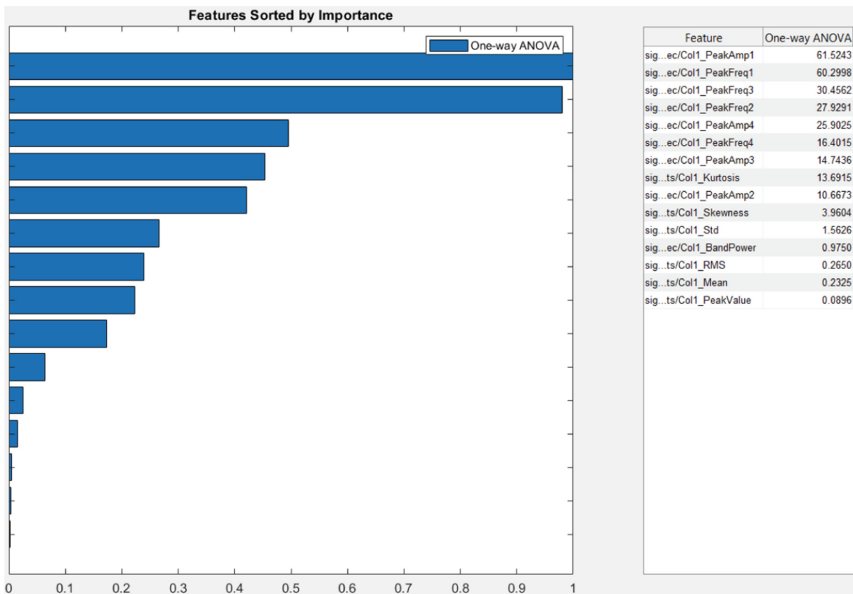 Features Sorted by Importance
One-way ANOVA
0 0.1 0.2 0.3 0.4 0.5 0.6 0.7 0.8 0.9 1
Feature One-way ANOVA
sig...ec/Col1_PeakAmp1 61.5243
sig...ec/Col1_PeakFreq1 60.2998
sig...ec/Col1_PeakFreq3 30.4562
sig...ec/Col1_PeakFreq2 27.9291
sig...ec/Col1_PeakAmp4 25.9025
sig...ec/Col1_PeakFreq4 16.4015
sig...ec/Col1_PeakAmp3 14.7436
sig...ts/Col1_Kurtosis 13.6915
sig...ec/Col1_PeakAmp2 10.6673
sig...ts/Col1_Skewness 3.9604
sig...ts/Col1_Std 1.5626
sig...ec/Col1_BandPower 0.9750
sig...ts/Col1_RMS 0.2650
sig...ts/Col1_Mean 0.2325
sig...ts/Col1_PeakValue 0.0896